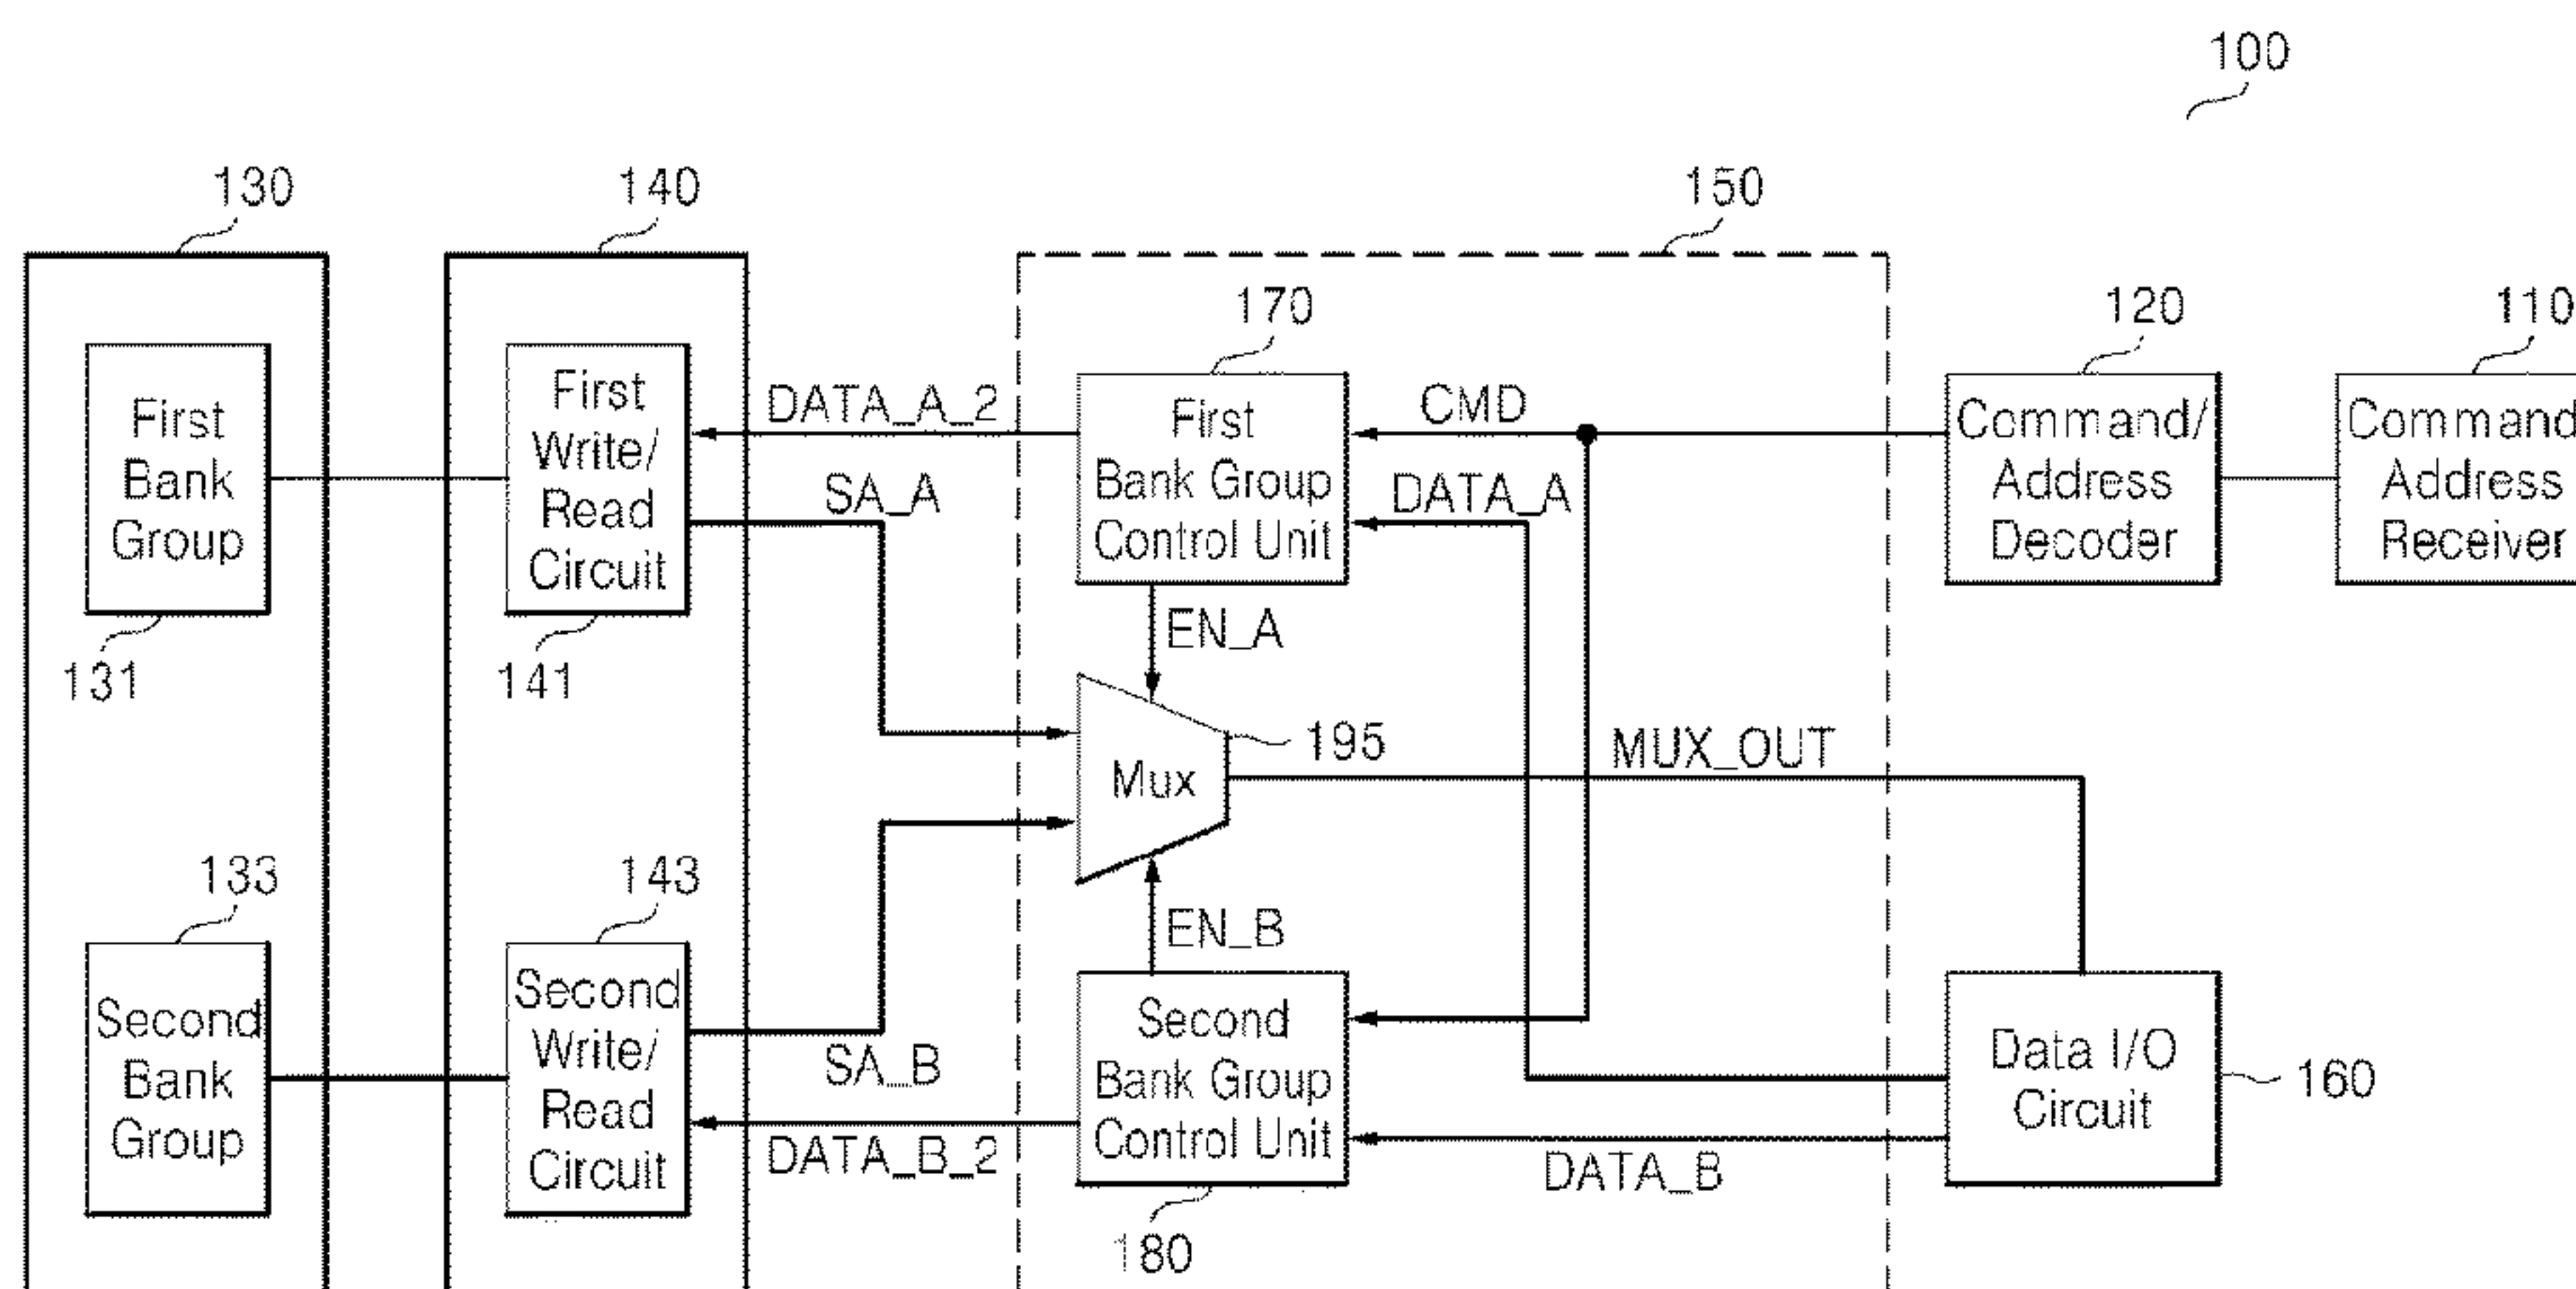 100
130
140
150
170
120
110
First
Bank
Group
First
Write/
Read
Circuit
DATA_A_2
SA_A
First
Bank Group
Control Unit
CMD
DATA_A
Command/
Address
Decoder
Command
Address
Receiver
131
141
EN_A
Mux
195
MUX_OUT
133
143
EN_B
Second
Bank
Group
Second
Write/
Read
Circuit
SA_B
DATA_B_2
Second
Bank Group
Control Unit
DATA_B
Data I/O
Circuit
160
180